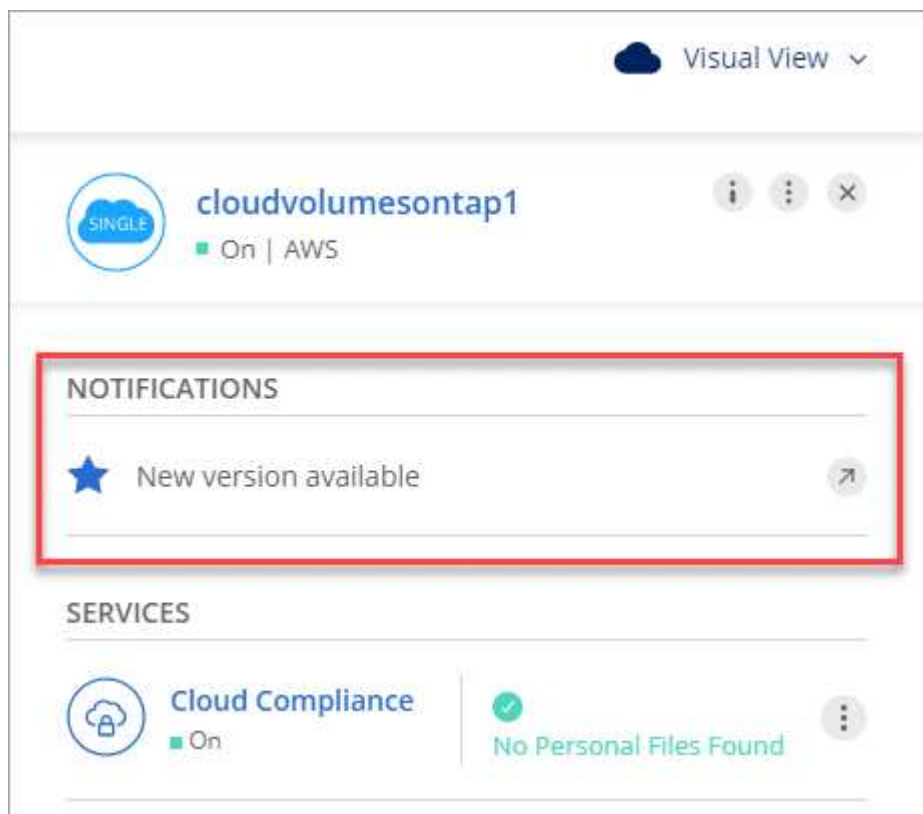 Visual View
SINGLE
cloudvolumesontap1
On | AWS
NOTIFICATIONS
New version available
SERVICES
Cloud Compliance
On
No Personal Files Found